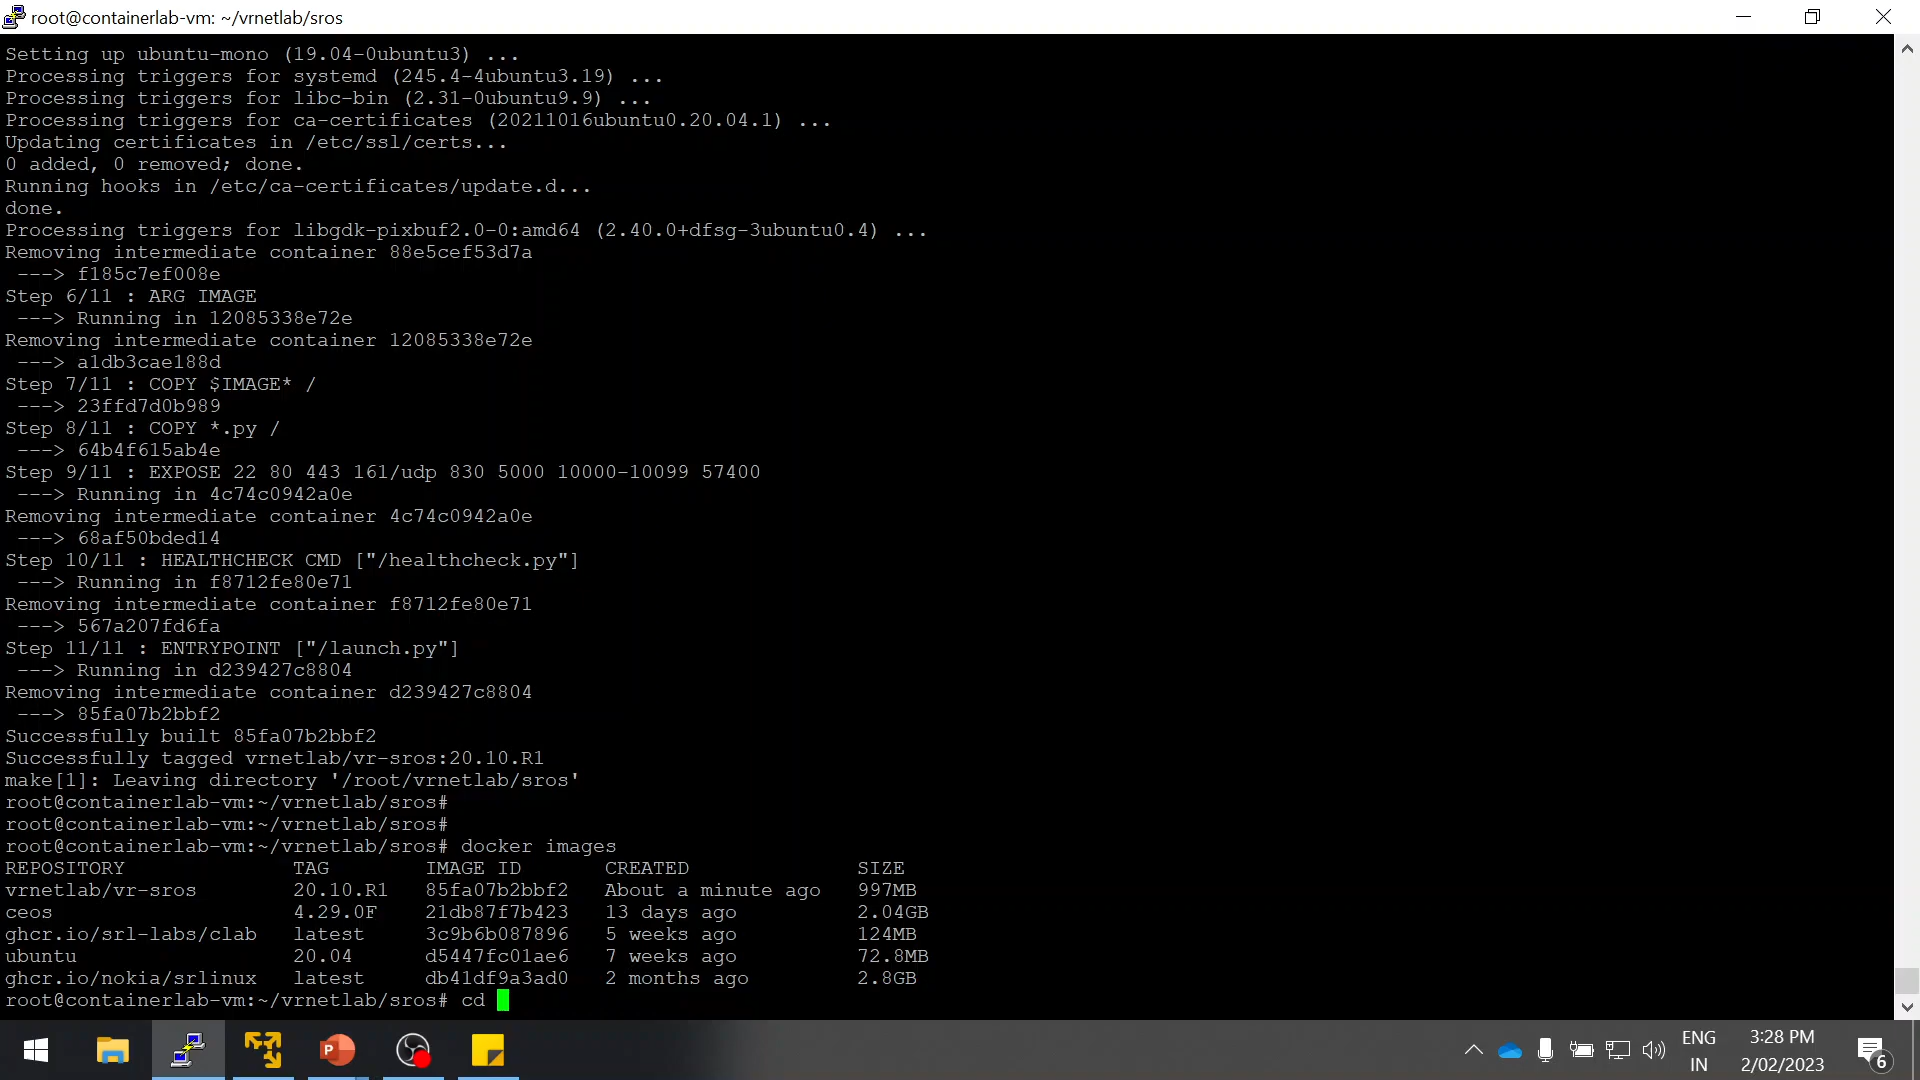 root@containerlab-vm: ~/vrnetlab/sros
Setting up ubuntu-mono (19.04-0ubuntu3) ...
Processing triggers for systemd (245.4-4ubuntu3.19) ...
Processing triggers for libc-bin (2.31-0ubuntu9.9) ...
Processing triggers for ca-certificates (20211016ubuntu0.20.04.1) ...
Updating certificates in /etc/ssl/certs...
0 added, 0 removed; done.
Running hooks in /etc/ca-certificates/update.d...
done.
Processing triggers for libgdk-pixbuf2.0-0:amd64 (2.40.0+dfsg-3ubuntu0.4) ...
Removing intermediate container 88e5cef53d7a
 ---> f185c7ef008e
Step 6/11 : ARG IMAGE
 ---> Running in 12085338e72e
Removing intermediate container 12085338e72e
 ---> a1db3cae188d
Step 7/11 : COPY $IMAGE* /
 ---> 23ffd7d0b989
Step 8/11 : COPY *.py /
 ---> 64b4f615ab4e
Step 9/11 : EXPOSE 22 80 443 161/udp 830 5000 10000-10099 57400
 ---> Running in 4c74c0942a0e
Removing intermediate container 4c74c0942a0e
 ---> 68af50bded14
Step 10/11 : HEALTHCHECK CMD ["/healthcheck.py"]
 ---> Running in f8712fe80e71
Removing intermediate container f8712fe80e71
 ---> 567a207fd6fa
Step 11/11 : ENTRYPOINT ["/launch.py"]
 ---> Running in d239427c8804
Removing intermediate container d239427c8804
 ---> 85fa07b2bbf2
Successfully built 85fa07b2bbf2
Successfully tagged vrnetlab/vr-sros:20.10.R1
make[1]: Leaving directory '/root/vrnetlab/sros'
root@containerlab-vm:~/vrnetlab/sros#
root@containerlab-vm:~/vrnetlab/sros#
root@containerlab-vm:~/vrnetlab/sros# docker images
REPOSITORY TAG IMAGE ID CREATED SIZE
vrnetlab/vr-sros 20.10.R1 85fa07b2bbf2 About a minute ago 997MB
ceos 4.29.0F 21db87f7b423 13 days ago 2.04GB
ghcr.io/srl-labs/clab latest 3c9b6b087896 5 weeks ago 124MB
ubuntu 20.04 d5447fc01ae6 7 weeks ago 72.8MB
ghcr.io/nokia/srlinux latest db41df9a3ad0 2 months ago 2.8GB
root@containerlab-vm:~/vrnetlab/sros# cd
P
ENG
IN
3:28 PM
2/02/2023
6